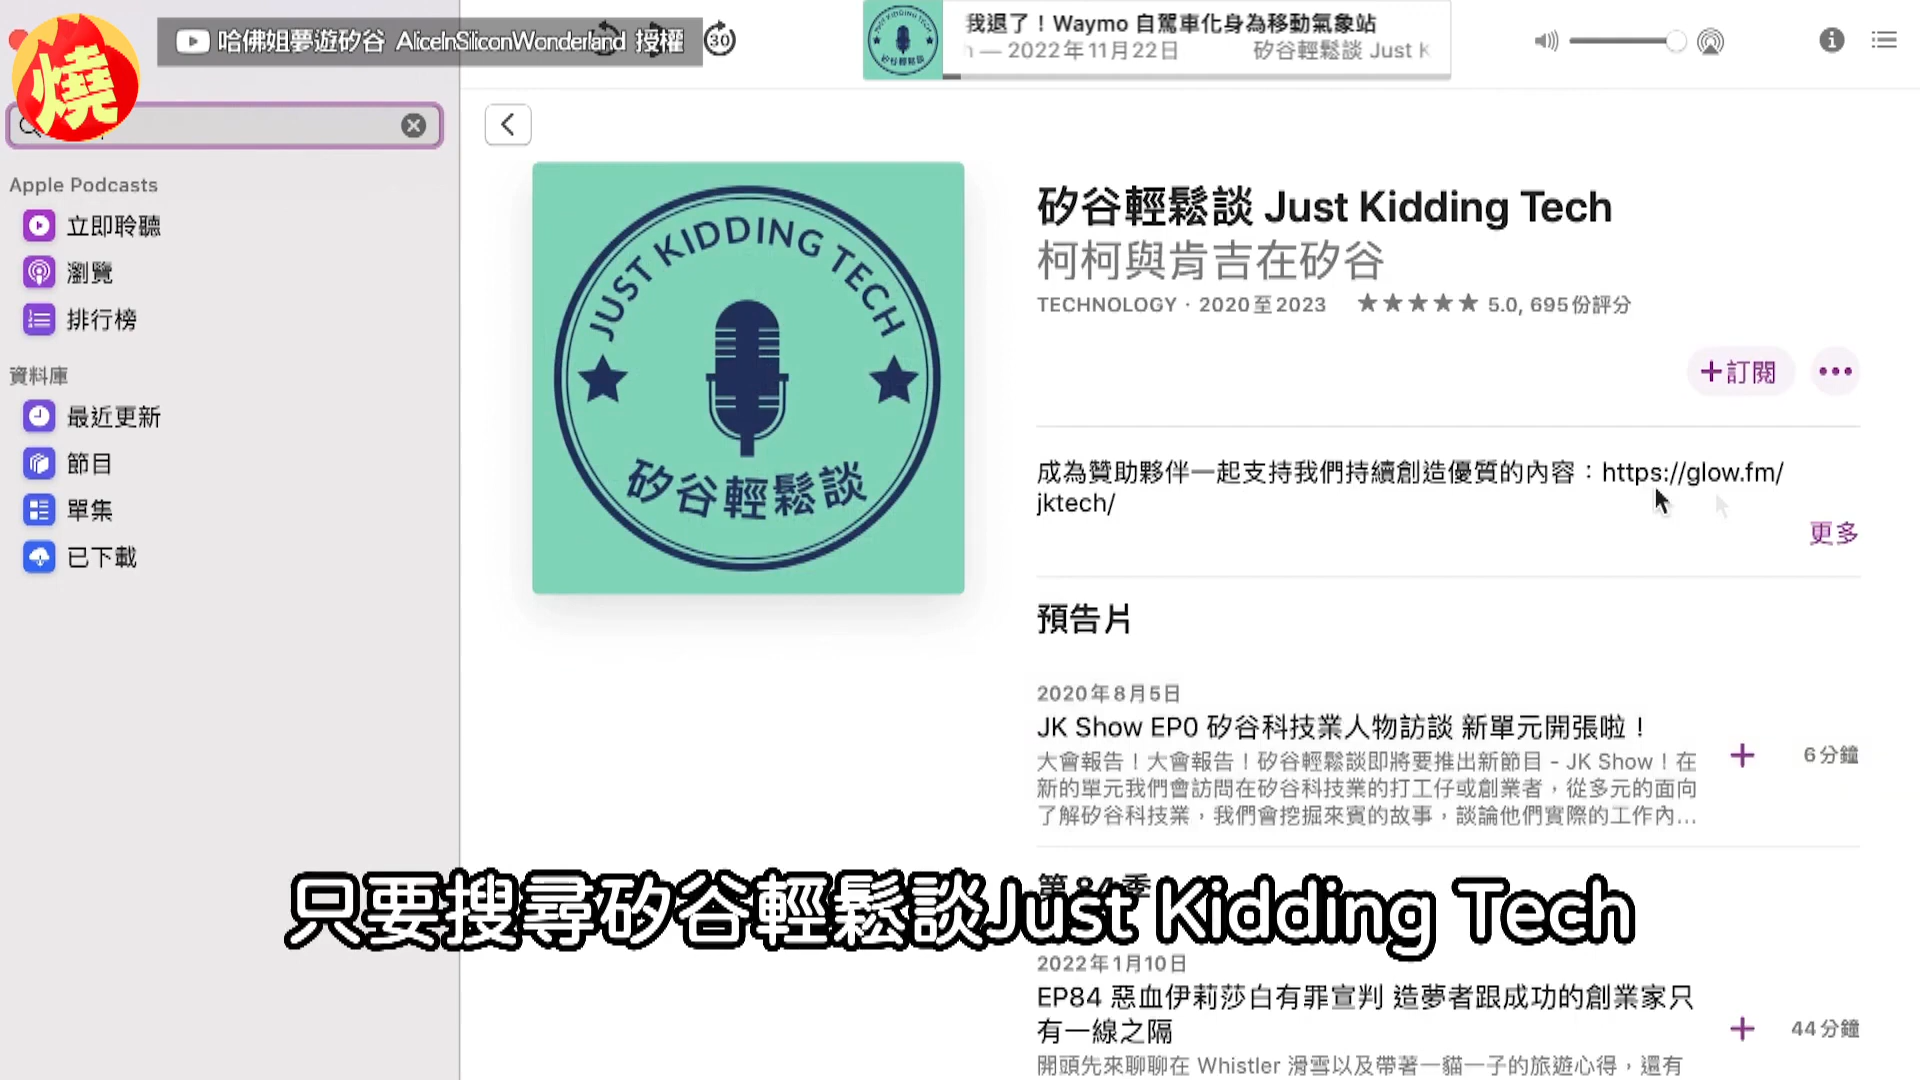 燒
哈佛姐夢遊矽谷 AliceInSiliconWonderland 授權
30
我退了！Waymo 自駕車化身為移動氣象站
— 2022年11月22日 矽谷輕鬆談 Just K
Apple Podcasts
立即聆聽
瀏覽
排行榜
資料庫
最近更新
節目
單集
已下載
JUST KIDDING TECH
矽谷輕鬆談
矽谷輕鬆談 Just Kidding Tech
柯柯與肯吉在矽谷
TECHNOLOGY · 2020至2023 ★★★★★ 5.0, 695份評分
+訂閱
成為贊助夥伴一起支持我們持續創造優質的內容：https://glow.fm/
jktech/
更多
預告片
2020年8月5日
JK Show EP0 矽谷科技業人物訪談 新單元開張啦！
大會報告！大會報告！矽谷輕鬆談即將要推出新節目 - JK Show！在
新的單元我們會訪問在矽谷科技業的打工仔或創業者，從多元的面向
了解矽谷科技業，我們會挖掘來賓的故事，談論他們實際的工作內...
6分鐘
第 84 季
只要搜尋矽谷輕鬆談Just Kidding Tech
2022年1月10日
EP84 惡血伊莉莎白有罪宣判 造夢者跟成功的創業家只
有一線之隔
44分鐘
開頭先來聊聊在 Whistler 滑雪以及帶著一貓一子的旅遊心得，還有